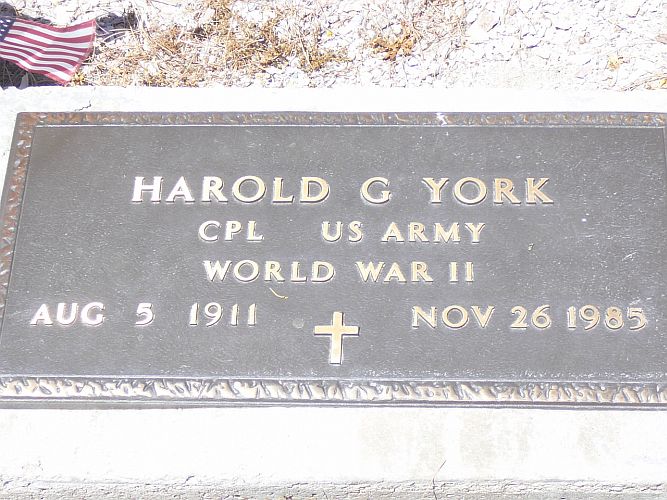 HAROLD G YORK
CPL US ARMY
WORLD WAR II
AUG 5 1911 NOV 26 1985